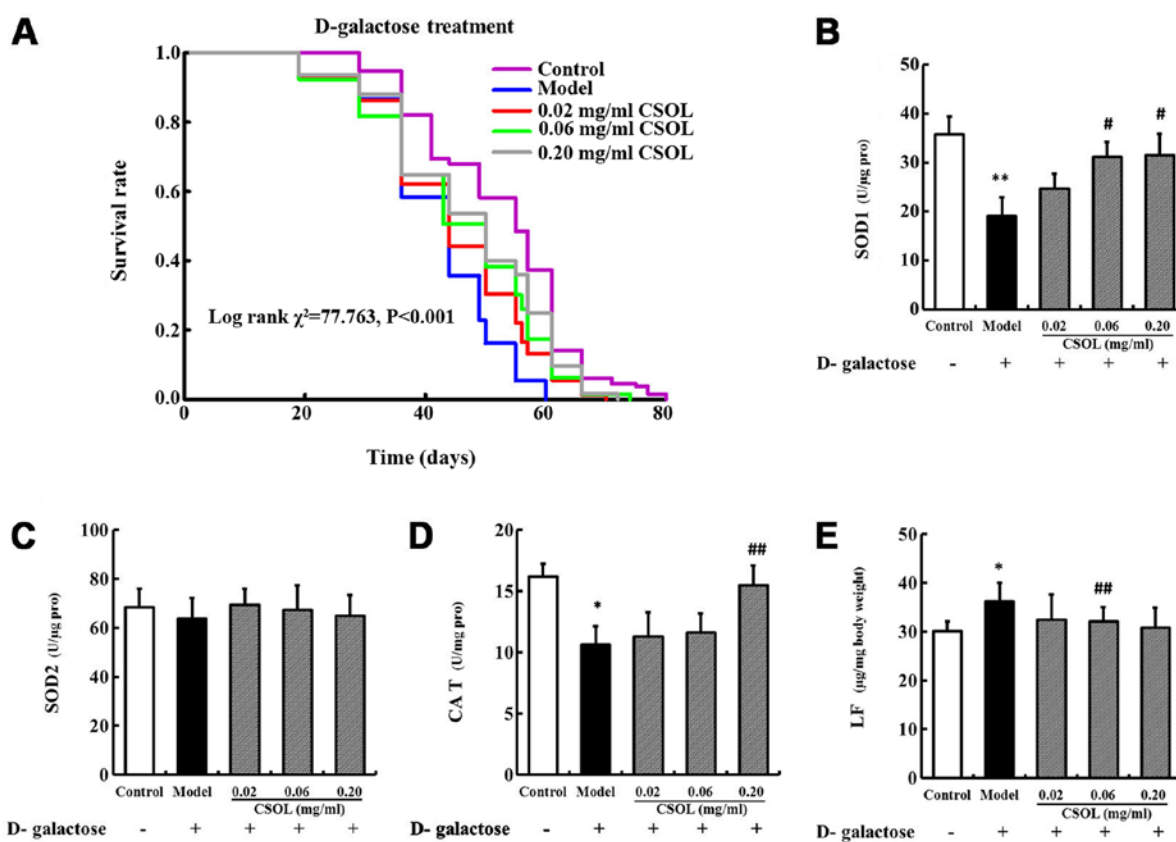 A
D-galactose treatment
1.0
0.8
0.6
0.4
0.2
0.0
Survival rate
Control
Model
0.02 mg/ml CSOL
0.06 mg/ml CSOL
0.20 mg/ml CSOL
Log rank χ²=77.763, P<0.001
0 20 40 60 80
Time (days)
B
50
40
30
20
10
0
SOD1 (U/µg pro)
** # #
Control Model 0.02 0.06 0.20
CSOL (mg/ml)
D- galactose - + + + +
C
100
80
60
40
20
0
SOD2 (U/µg pro)
Control Model 0.02 0.06 0.20
CSOL (mg/ml)
D- galactose - + + + +
D
20
15
10
5
0
CA T (U/mg pro)
* ##
Control Model 0.02 0.06 0.20
CSOL (mg/ml)
D- galactose - + + + +
E
50
40
30
20
10
0
LF (µg/mg body weight)
* ##
Control Model 0.02 0.06 0.20
CSOL (mg/ml)
D- galactose - + + + +